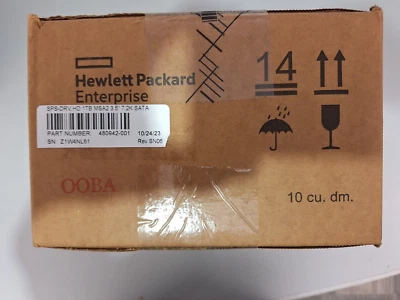 Hewlett Packard
Enterprise
SPS-DRV,HD 1TB MSA2 3.5" 7.2K SATA
PART NUMBER 480942-001 10/24/23
SN: Z1W4NL61 Rev SN06
OOBA
14
10 cu. dm.